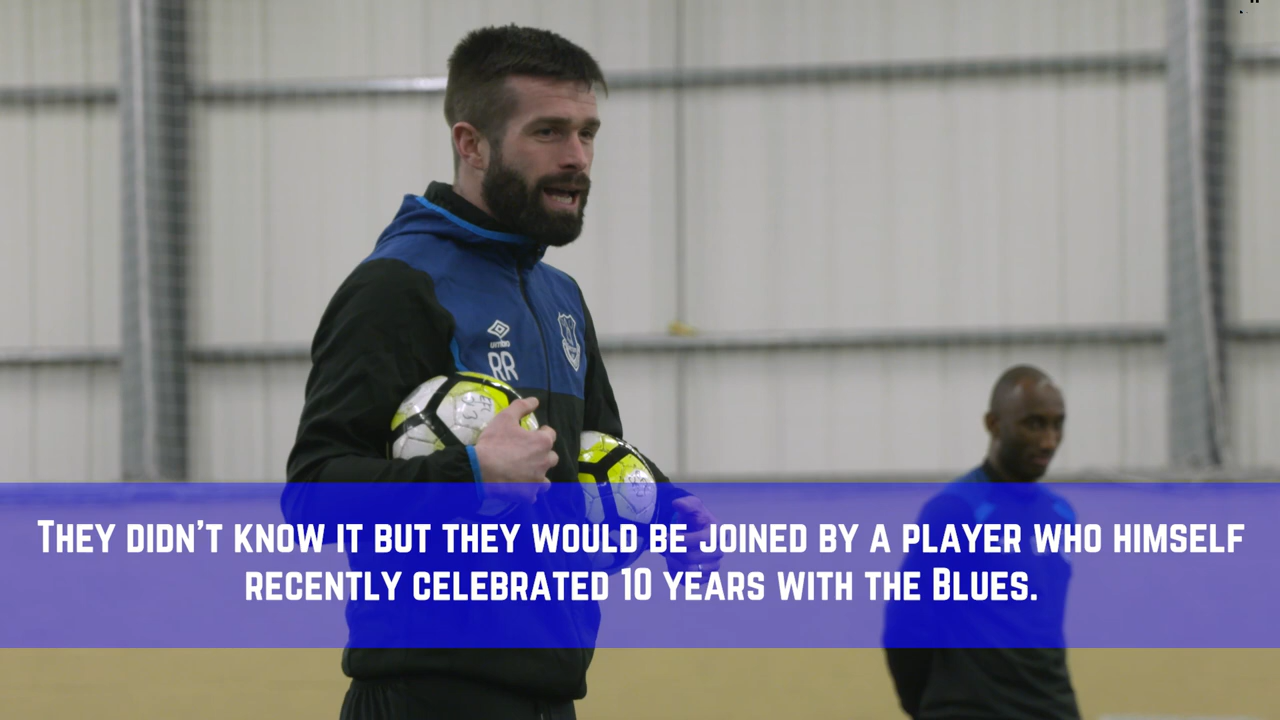 umbro
RR
They didn't know it but they would be joined by a player who himself
recently celebrated 10 years with the Blues.